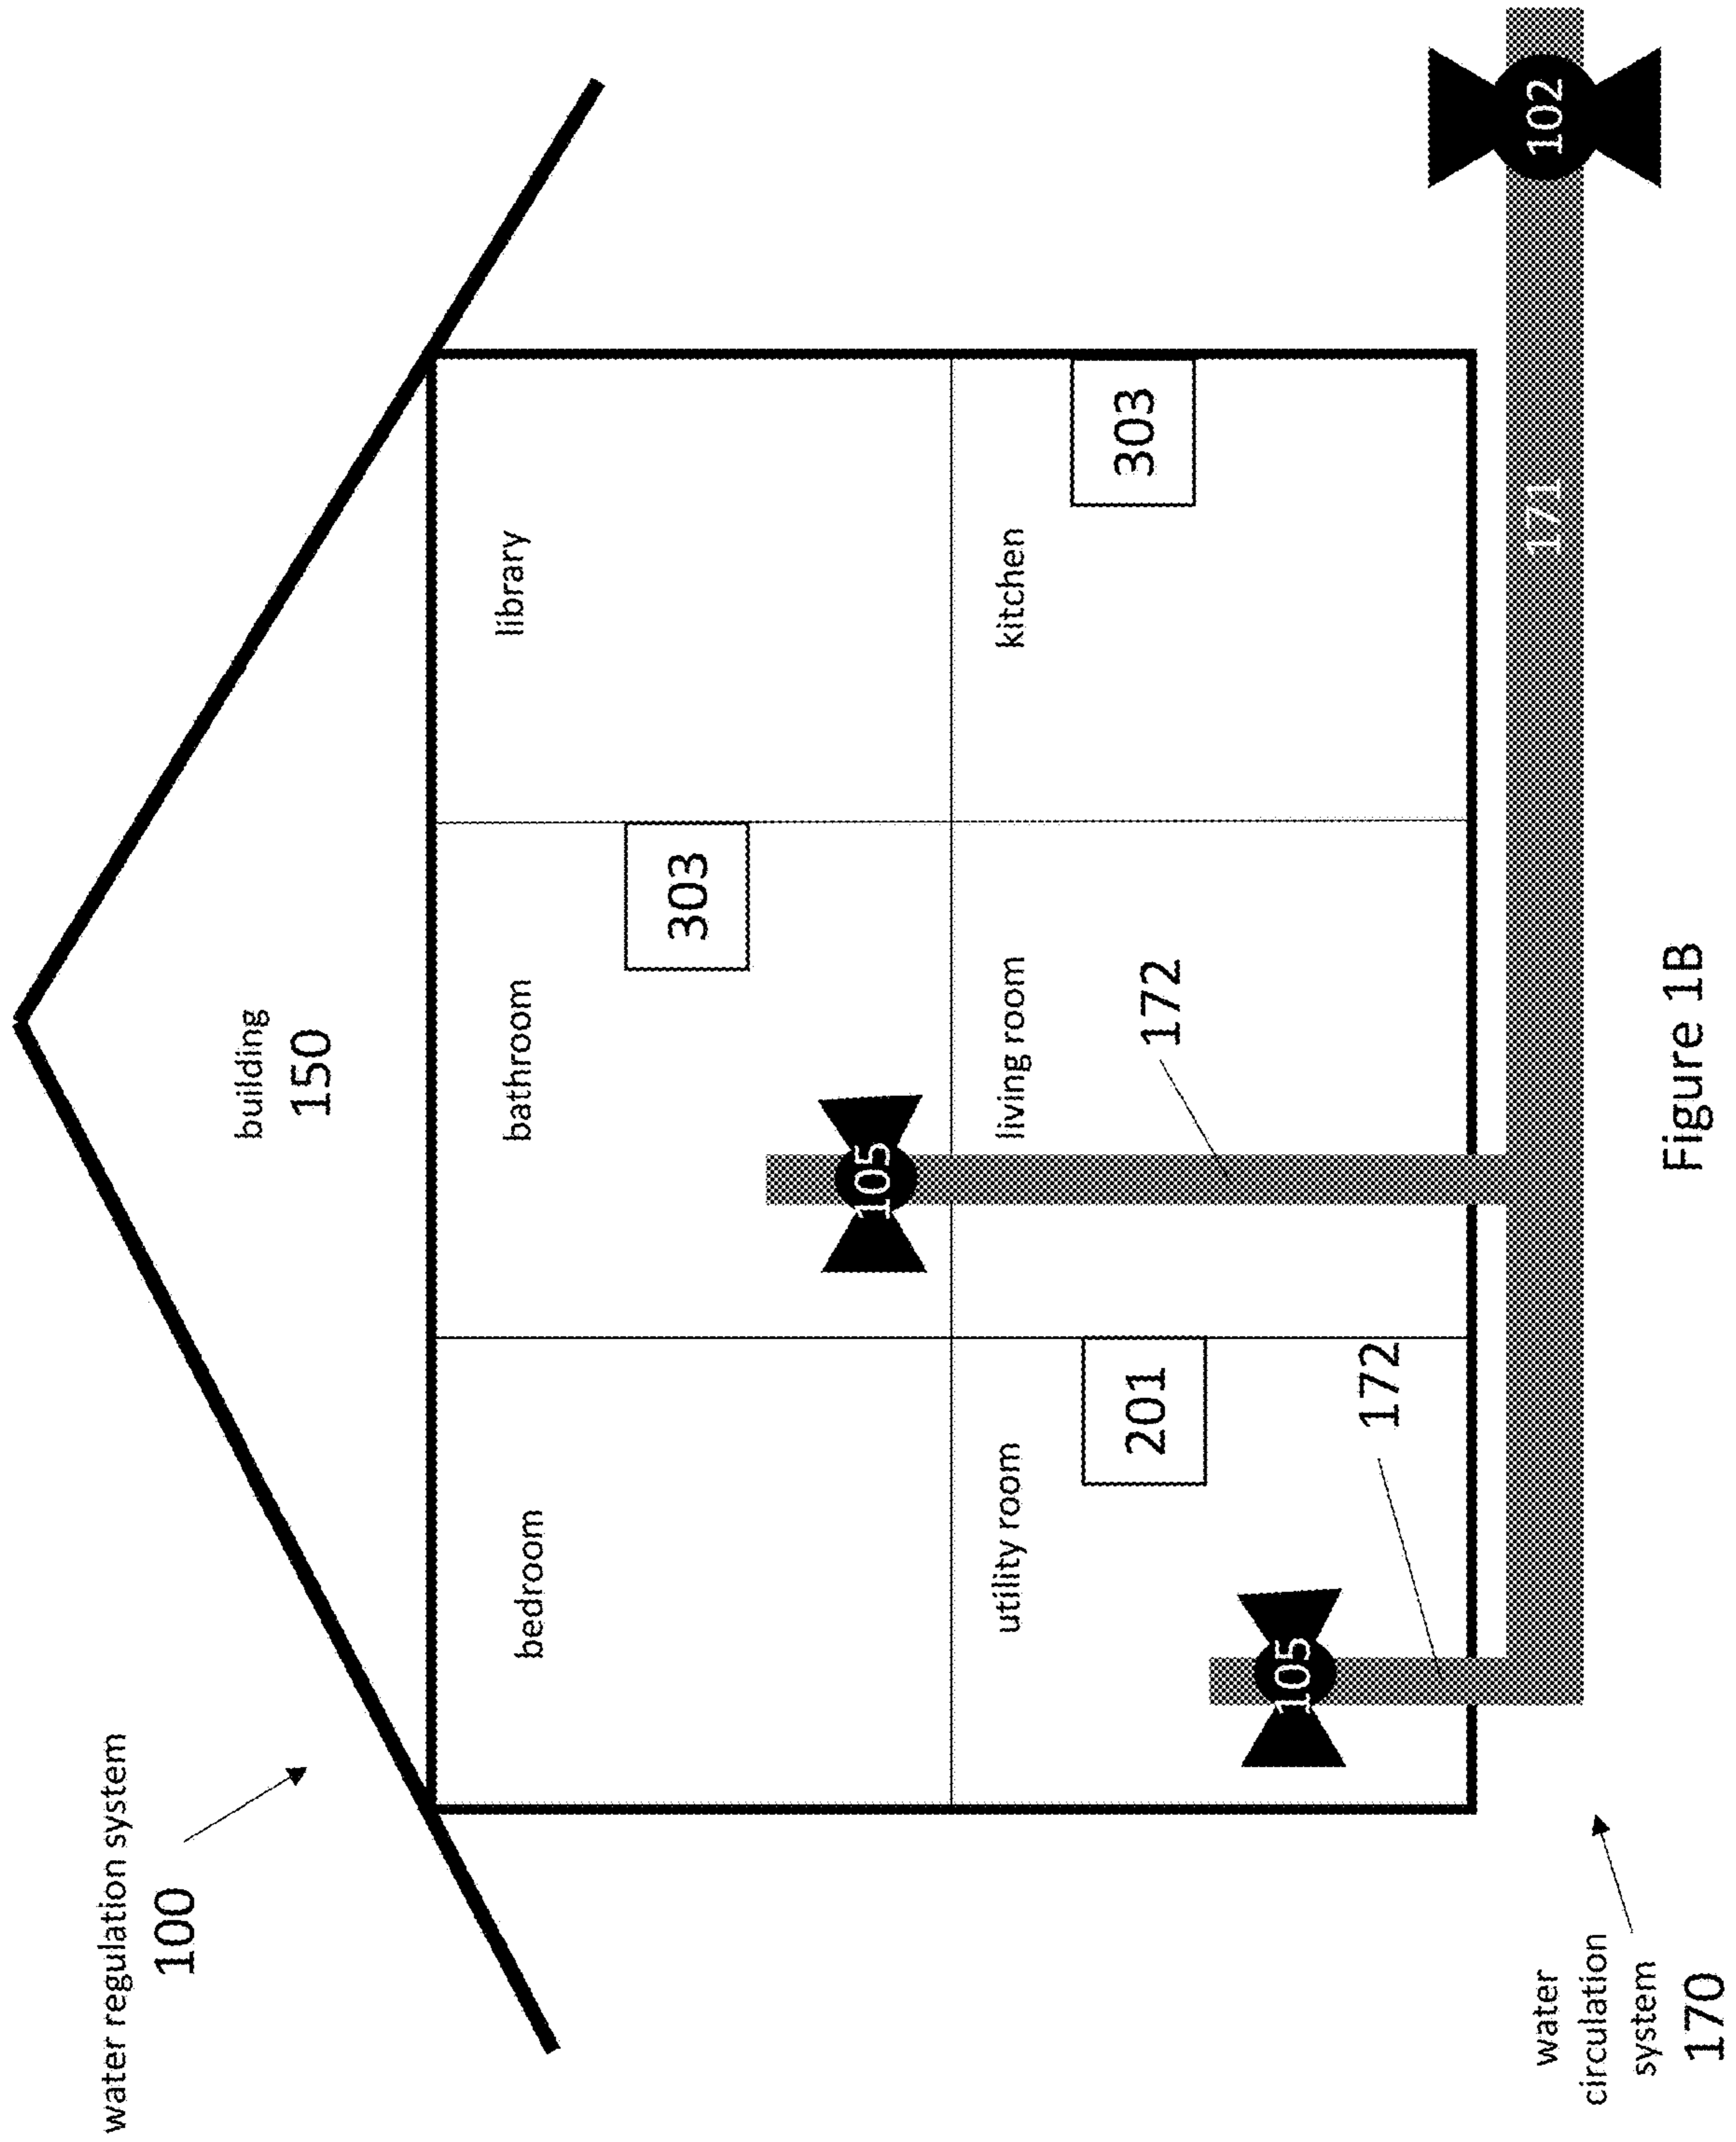 water regulation system
100
building
150
bedroom
bathroom
library
303
105
utility room
living room
kitchen
201
172
303
105
172
171
102
water
circulation
system
170
Figure 1B